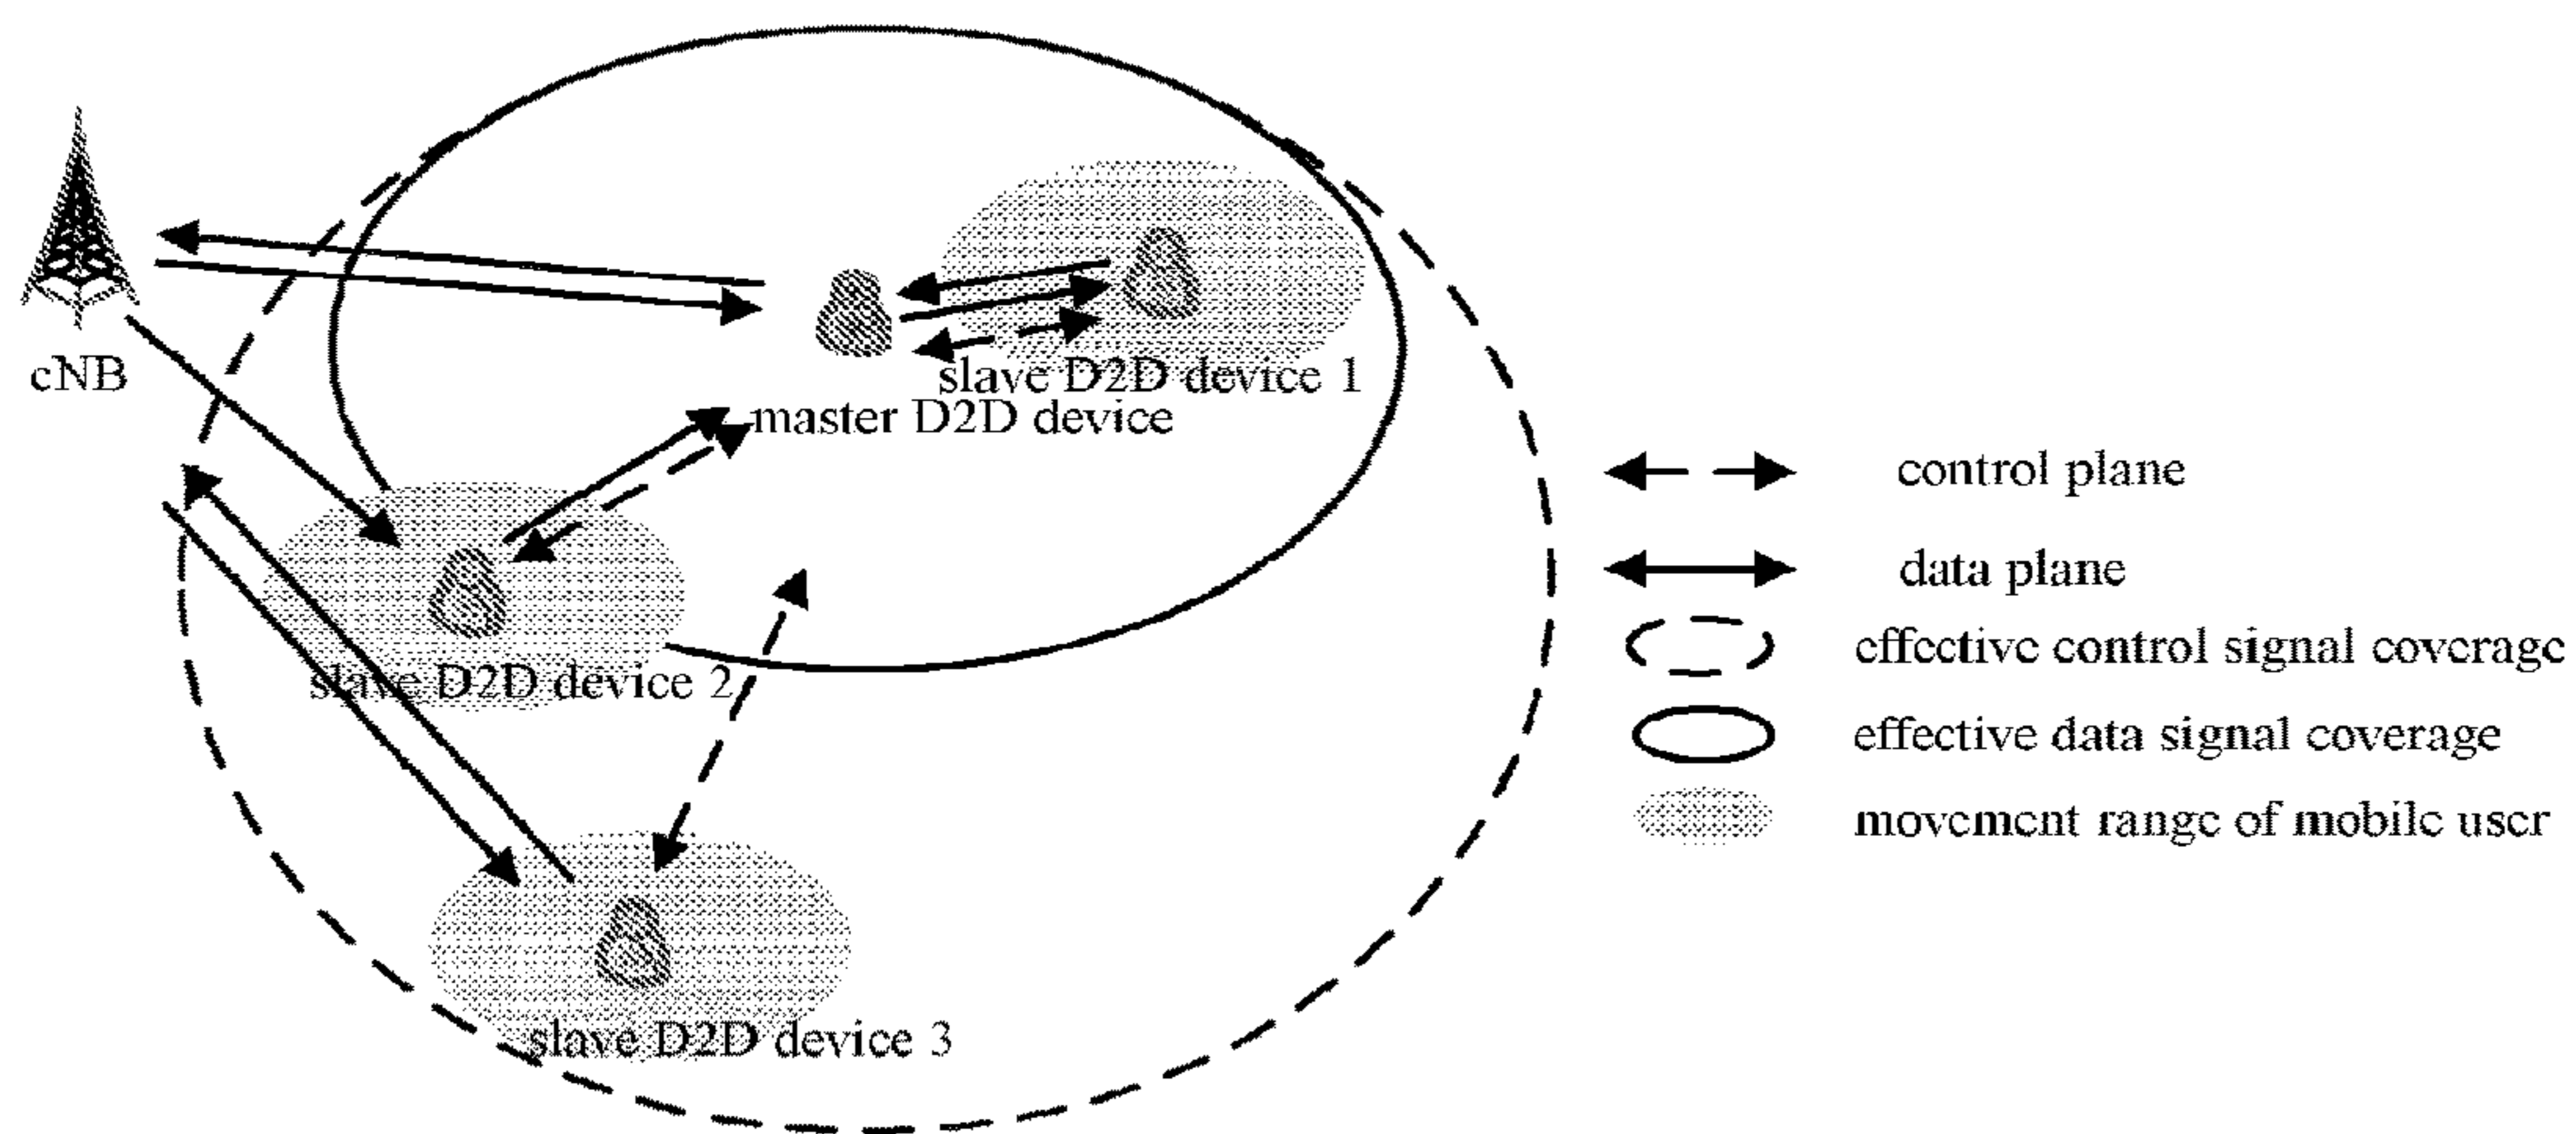 eNB
slave D2D device 1
master D2D device
slave D2D device 2
slave D2D device 3
control plane
data plane
effective control signal coverage
effective data signal coverage
movement range of mobile user